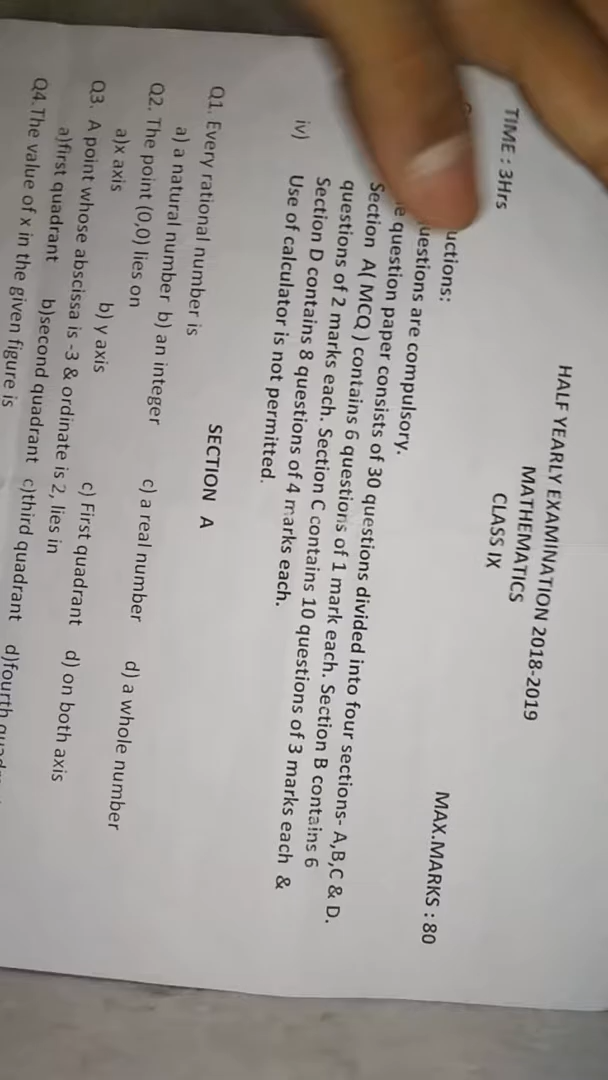 HALF YEARLY EXAMINATION 2018-2019
MATHEMATICS
CLASS IX
TIME : 3Hrs MAX.MARKS : 80
uctions:
uestions are compulsory.
e question paper consists of 30 questions divided into four sections- A,B,C & D.
Section A( MCQ ) contains 6 questions of 1 mark each. Section B contains 6
questions of 2 marks each. Section C contains 10 questions of 3 marks each &
Section D contains 8 questions of 4 marks each.
iv) Use of calculator is not permitted.
SECTION A
Q1. Every rational number is
a) a natural number b) an integer c) a real number d) a whole number
Q2. The point (0,0) lies on
a)x axis b) y axis c) First quadrant d) on both axis
Q3. A point whose abscissa is -3 & ordinate is 2, lies in
a)first quadrant b)second quadrant c)third quadrant d)fourth
Q4.The value of x in the given figure is